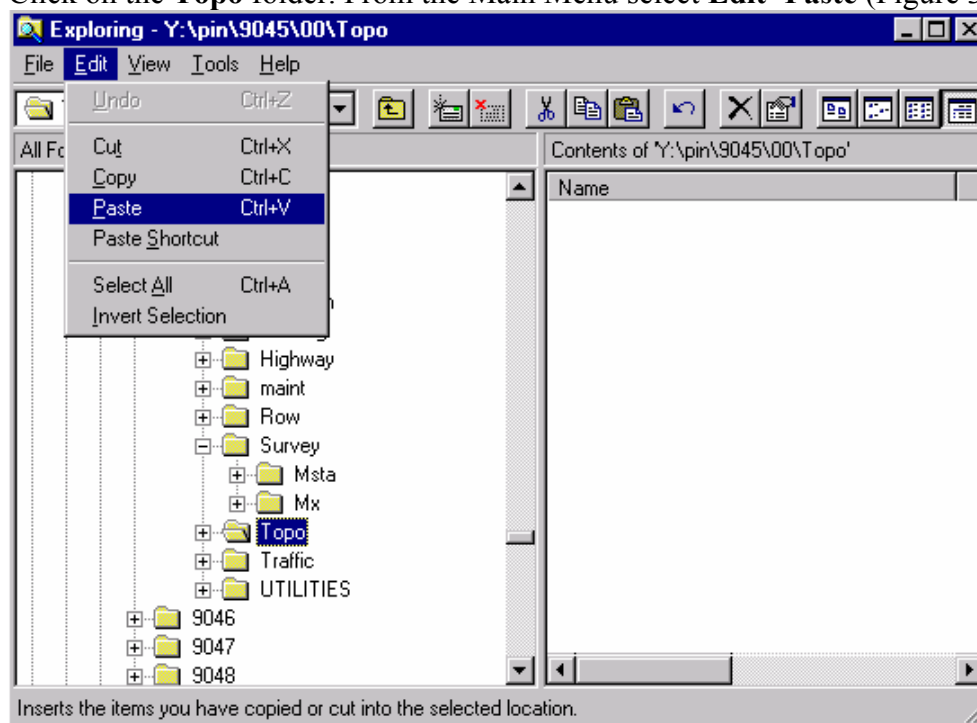 Click on the Topo folder. From the Main Menu select Edit Paste (Figure
Exploring - Y:\pin\9045\00\Topo
File Edit View Tools Help
Undo Ctrl+Z
Cut Ctrl+X
Copy Ctrl+C
Paste Ctrl+V
Paste Shortcut
Select All Ctrl+A
Invert Selection
All Fo
Contents of 'Y:\pin\9045\00\Topo'
Name
Highway
maint
Row
Survey
Msta
Mx
Topo
Traffic
UTILITIES
9046
9047
9048
Inserts the items you have copied or cut into the selected location.